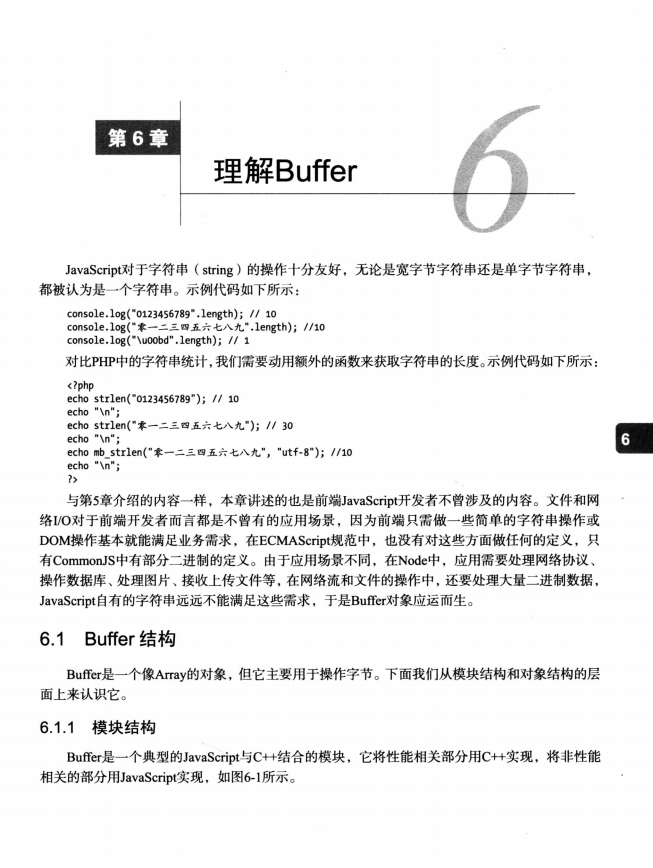 第6章
理解Buffer
6
JavaScript对于字符串（string）的操作十分友好，无论是宽字节字符串还是单字节字符串，
都被认为是一个字符串。示例代码如下所示：
console.log("0123456789".length); // 10
console.log("零一二三四五六七八九".length); //10
console.log("\u00bd".length); // 1
对比PHP中的字符串统计，我们需要动用额外的函数来获取字符串的长度。示例代码如下所示：
<?php
echo strlen("0123456789"); // 10
echo "\n";
echo strlen("零一二三四五六七八九"); // 30
echo "\n";
echo mb_strlen("零一二三四五六七八九", "utf-8"); //10
echo "\n";
?>
6
与第5章介绍的内容一样，本章讲述的也是前端JavaScript开发者不曾涉及的内容。文件和网
络I/O对于前端开发者而言都是不曾有的应用场景，因为前端只需做一些简单的字符串操作或
DOM操作基本就能满足业务需求，在ECMAScript规范中，也没有对这些方面做任何的定义，只
有CommonJS中有部分二进制的定义。由于应用场景不同，在Node中，应用需要处理网络协议、
操作数据库、处理图片、接收上传文件等，在网络流和文件的操作中，还要处理大量二进制数据，
JavaScript自有的字符串远远不能满足这些需求，于是Buffer对象应运而生。
6.1 Buffer 结构
Buffer是一个像Array的对象，但它主要用于操作字节。下面我们从模块结构和对象结构的层
面上来认识它。
6.1.1 模块结构
Buffer是一个典型的JavaScript与C++结合的模块，它将性能相关部分用C++实现，将非性能
相关的部分用JavaScript实现，如图6-1所示。